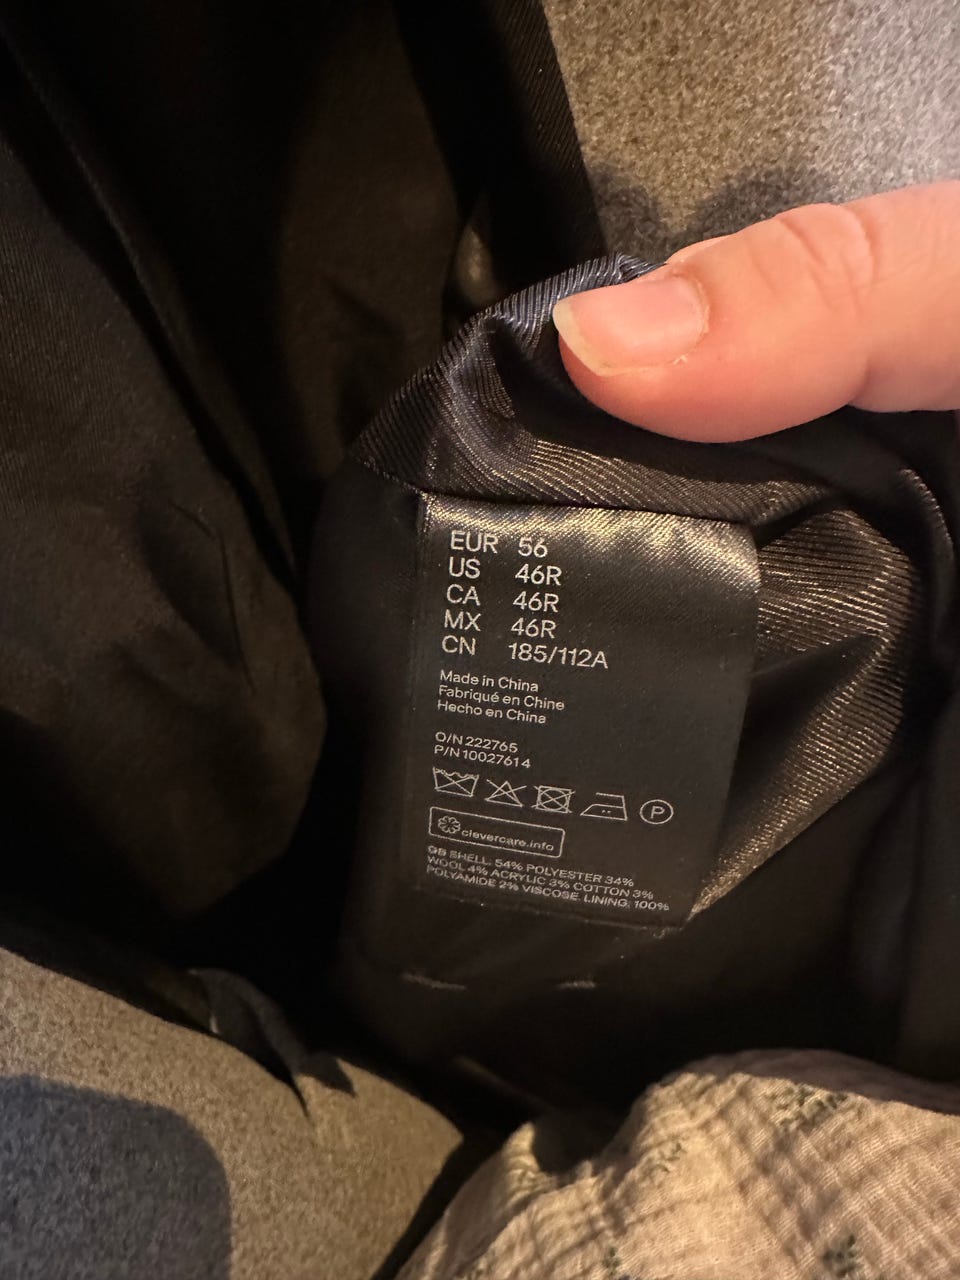 EUR 56
US 46R
CA 46R
MX 46R
CN 185/112A
Made in China
Fabriqué en Chine
Hecho en China
O/N 222765
P/N 10027614
P
clevercare.info
GB SHELL: 54% POLYESTER 34%
WOOL 4% ACRYLIC 3% COTTON 3%
POLYAMIDE 2% VISCOSE. LINING: 100%